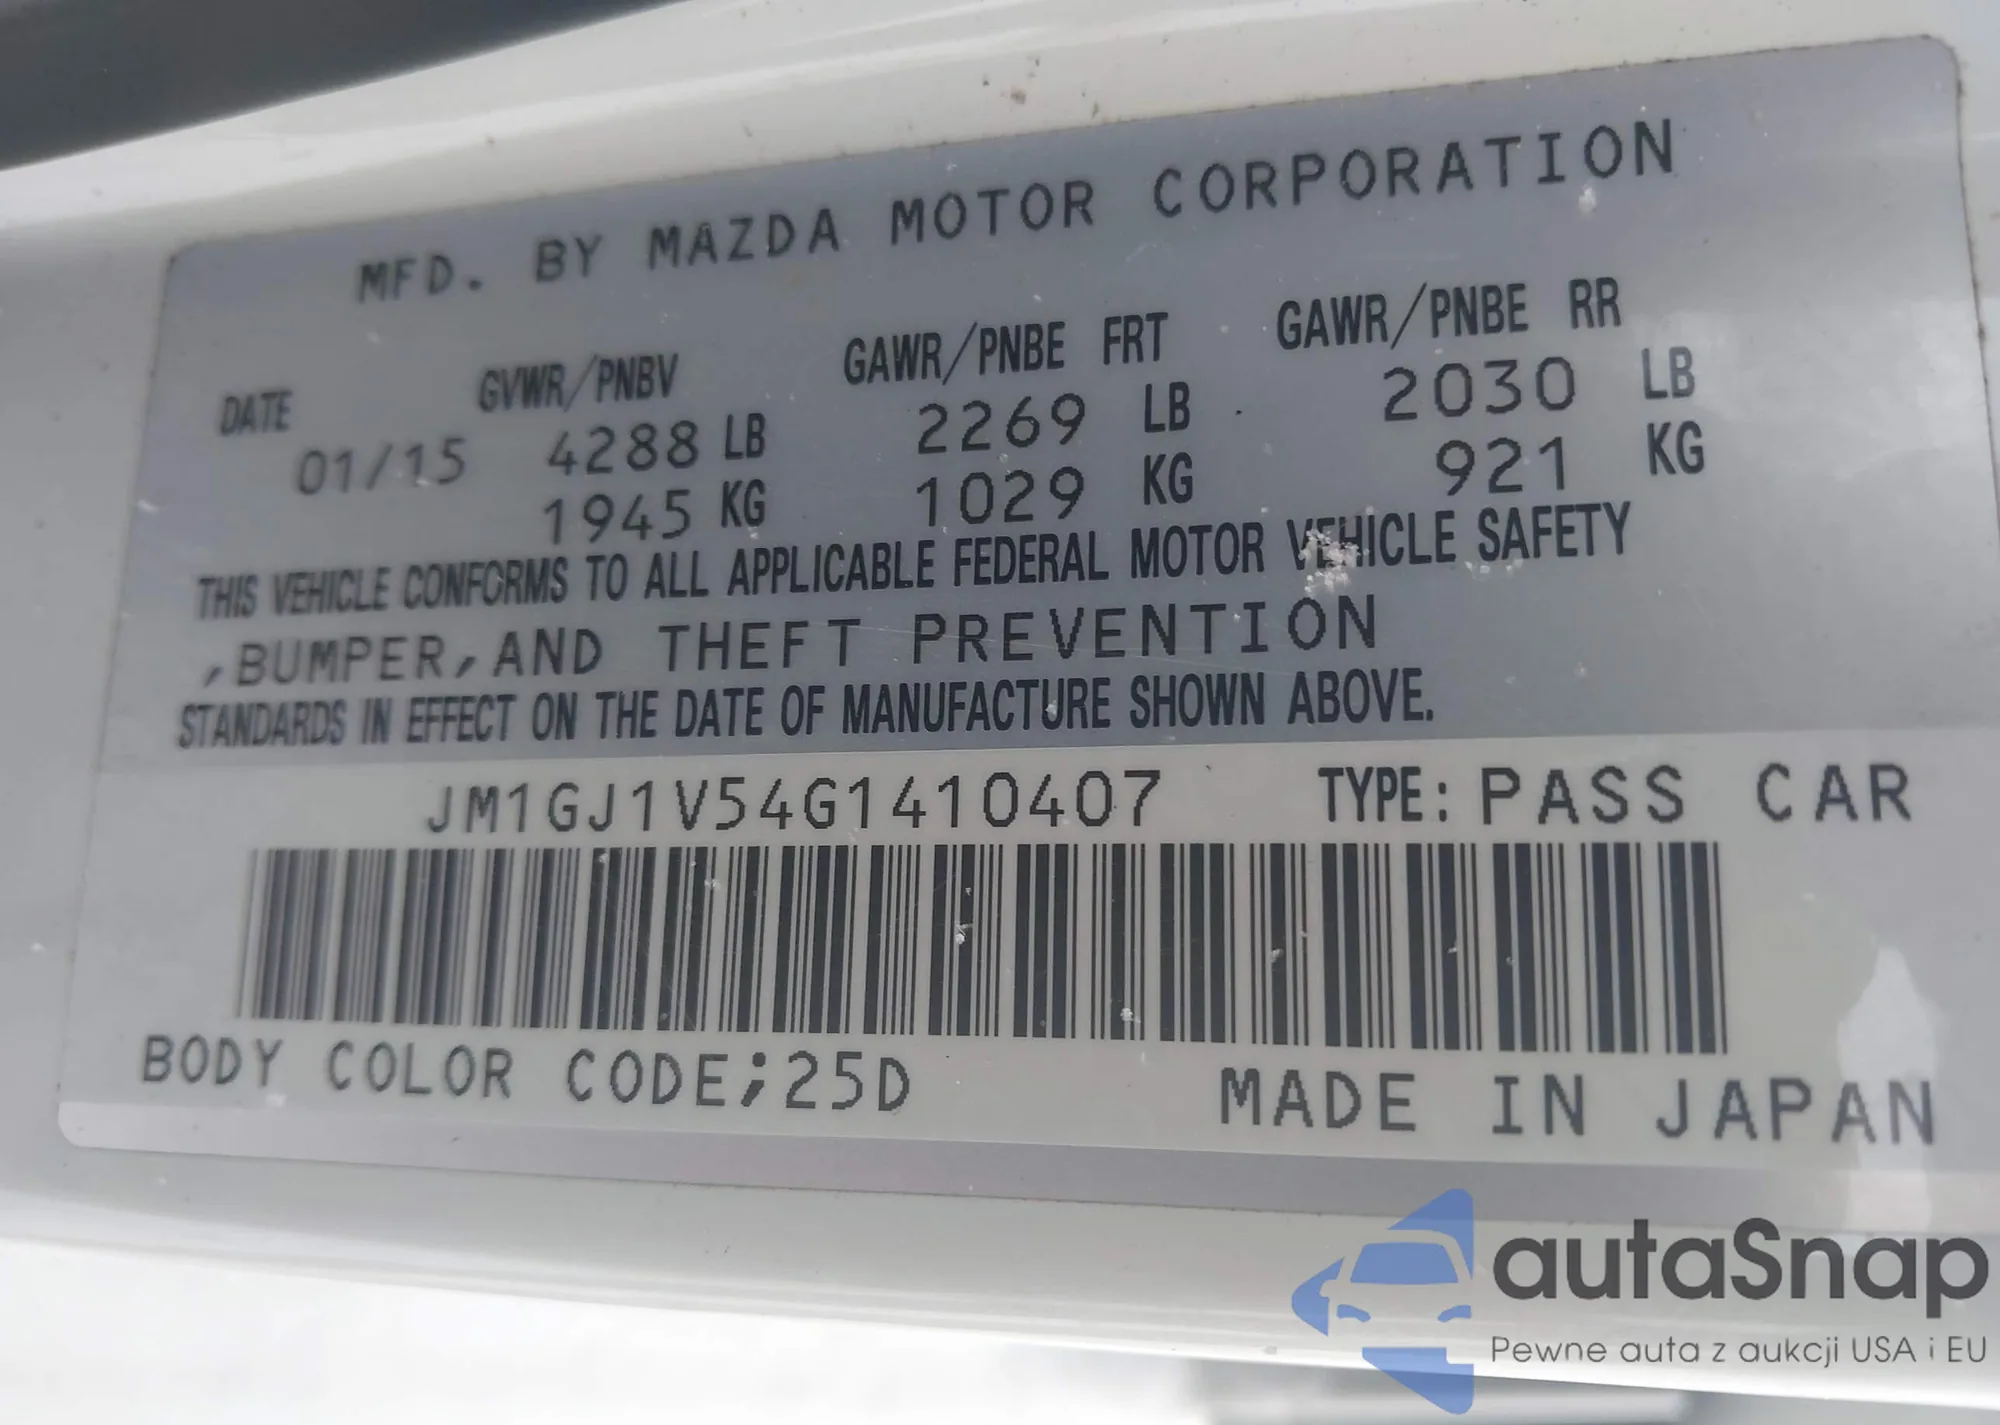 MFD. BY MAZDA MOTOR CORPORATION
DATE GVWR/PNBV GAWR/PNBE FRT GAWR/PNBE RR
01/15 4288 LB 2269 LB 2030 LB
1945 KG 1029 KG 921 KG
THIS VEHICLE CONFORMS TO ALL APPLICABLE FEDERAL MOTOR VEHICLE SAFETY
,BUMPER,AND THEFT PREVENTION
STANDARDS IN EFFECT ON THE DATE OF MANUFACTURE SHOWN ABOVE.
JM1GJ1V54G1410407 TYPE: PASS CAR
BODY COLOR CODE;25D MADE IN JAPAN
autaSnap
Pewne auta z aukcji USA i EU